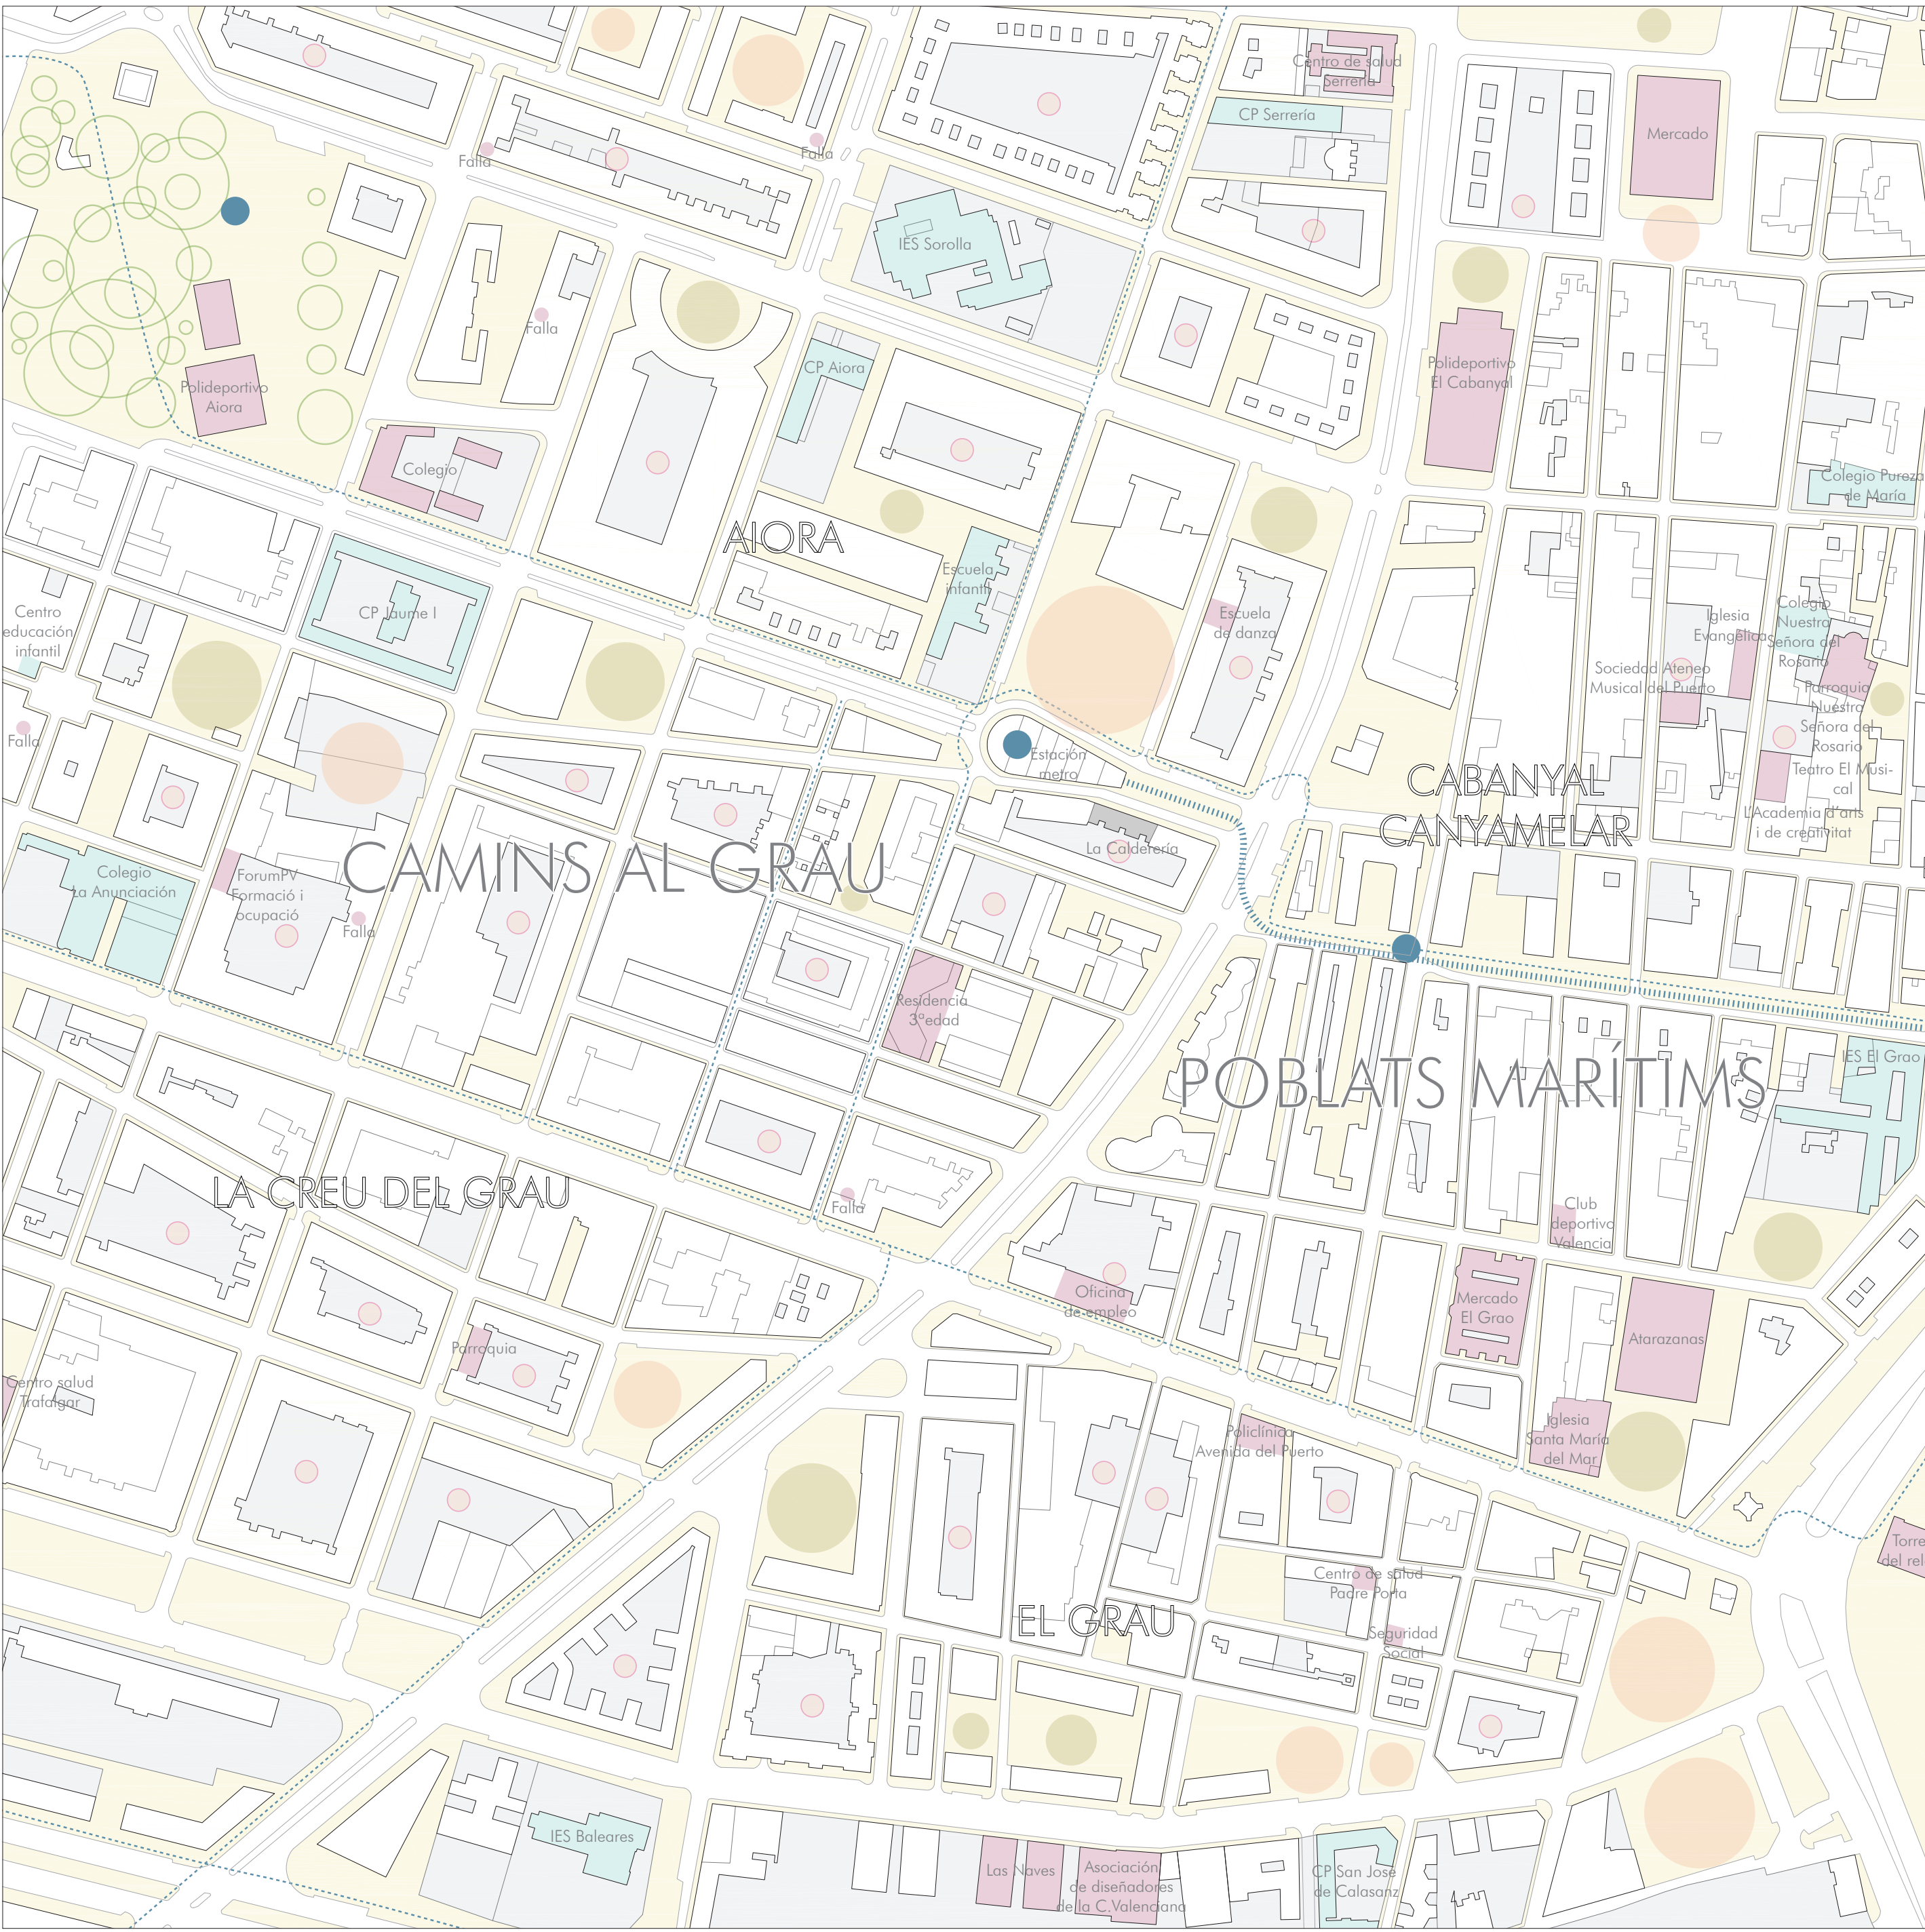 Centro de salud
Serrería
CP Serrería
Mercado
Falla
Falla
IES Sorolla
Falla
CP Aiora
Polideportivo
El Cabanyal
Polideportivo
Aiora
Colegio
Colegio Pureza
de María
AIORA
Escuela
infantil
CP Jaume I
Centro
educación
infantil
Escuela
de danza
Iglesia
Evangélica
Colegio
Nuestra
Señora del
Rosario
Sociedad Ateneo
Musical del Puerto
Parroquia
Nuestra
Señora del
Rosario
Falla
Estación
metro
CABANYAL
CANYAMELAR
Teatro El Musi-
cal
L'Academia d'arts
i de creativitat
La Calderería
CAMINS AL GRAU
Colegio
La Anunciación
ForumPV
Formació i
ocupació
Falla
Residencia
3ªedad
POBLATS MARÍTIMS
IES El Grao
LA CREU DEL GRAU
Falla
Club
deportivo
Valencia
Oficina
de empleo
Mercado
El Grao
Atarazanas
Parroquia
Centro salud
Trafalgar
Policlínica
Avenida del Puerto
Iglesia
Santa María
del Mar
Torre
del relo
Centro de salud
Padre Porta
EL GRAU
Seguridad
Social
IES Baleares
Las Naves
Asociación
de diseñadores
de la C.Valenciana
CP San José
de Calasanz